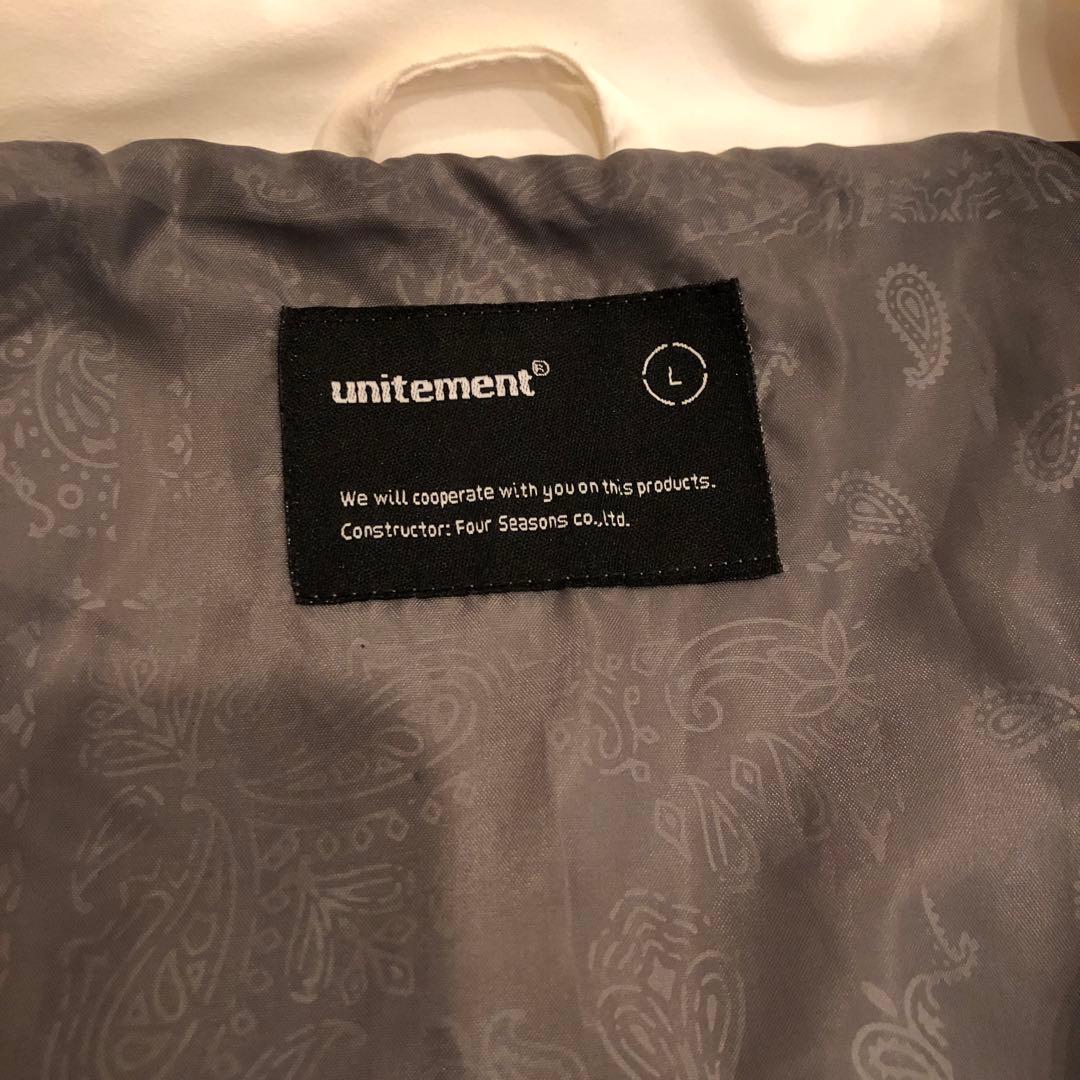 unitement®
L
We will cooperate with you on this products.
Constructor: Four Seasons co.,ltd.